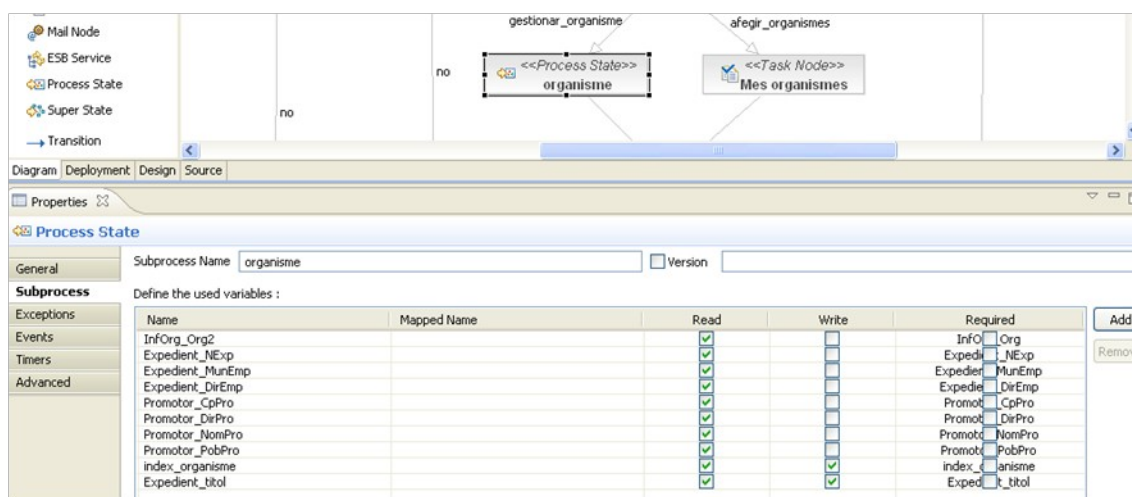 Mail Node
ESB Service
Process State
Super State
Transition
gestionar_organisme
afegir_organismes
no
<<Process State>>
organisme
<<Task Node>>
Mes organismes
no
Diagram Deployment Design Source
Properties
Process State
General
Subprocess
Exceptions
Events
Timers
Advanced
Subprocess Name organisme Version
Define the used variables :
Name Mapped Name Read Write Required Add
InfOrg_Org2
Expedient_NExp
Expedient_MunEmp
Expedient_DirEmp
Promotor_CpPro
Promotor_DirPro
Promotor_NomPro
Promotor_PobPro
index_organisme
Expedient_titol